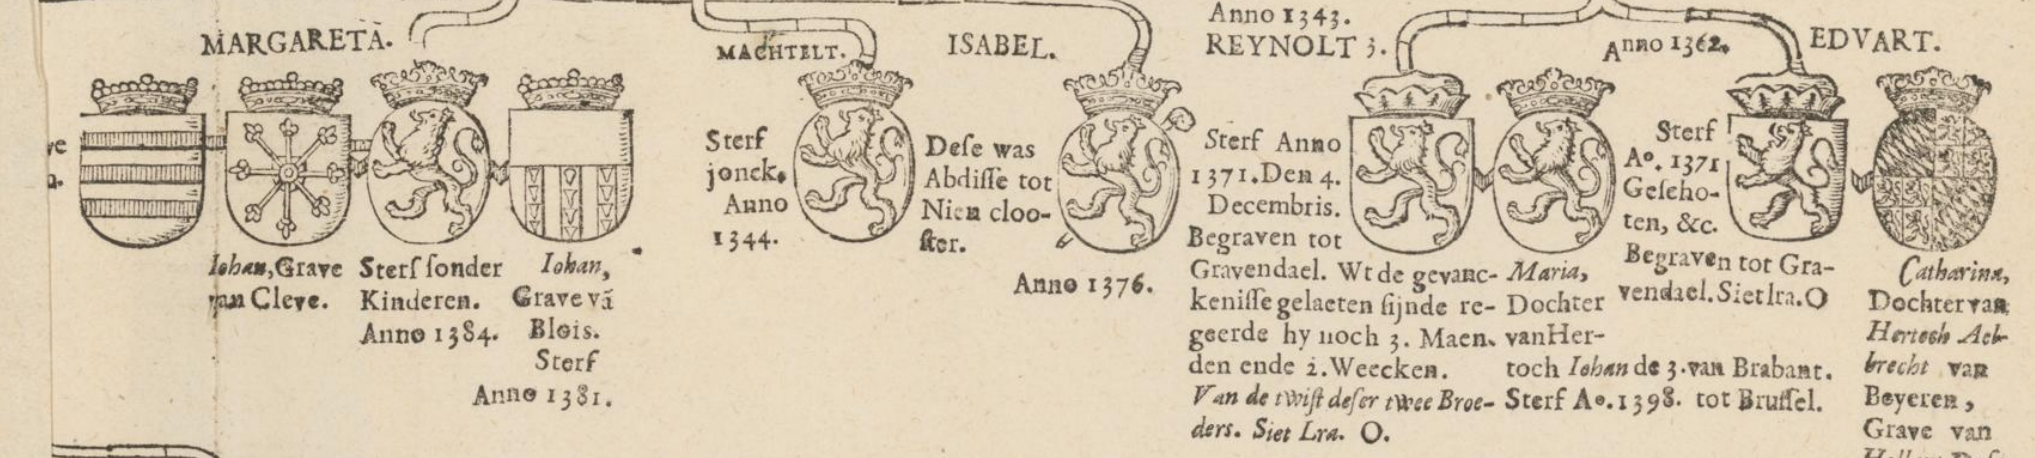 MARGARETĀ.
Iohan, Grave
van Cleve.
Sterf sonder
Kinderen.
Anno 1384.
Iohan,
Grave vā
Blois.
Sterf
Anno 1381.
MACHTELT.
Sterf
jonck.
Anno
1344.
ISABEL.
Dese was
Abdisse tot
Nieu cloo-
ster.
Anno 1376.
Anno 1343.
REYNOLT 3.
Sterf Anno
1371. Den 4.
Decembris.
Begraven tot
Gravendael. Wt de gevanc-
kenisse gelaeten sijnde re-
geerde hy noch 3. Maen.
den ende 2. Weecken.
Van de twist deser twee Broe-
ders. Siet Lra. O.
Maria,
Dochter
van Her-
toch Iohan de 3. van Brabant.
Sterf Ao. 1398. tot Brussel.
Anno 1362.
EDVART.
Sterf
Ao. 1371
Gescho-
ten, &c.
Begraven tot Gra-
vendael. Siet lra. O
Catharina,
Dochter van
Hertoch Ael-
brecht van
Beyeren,
Grave van